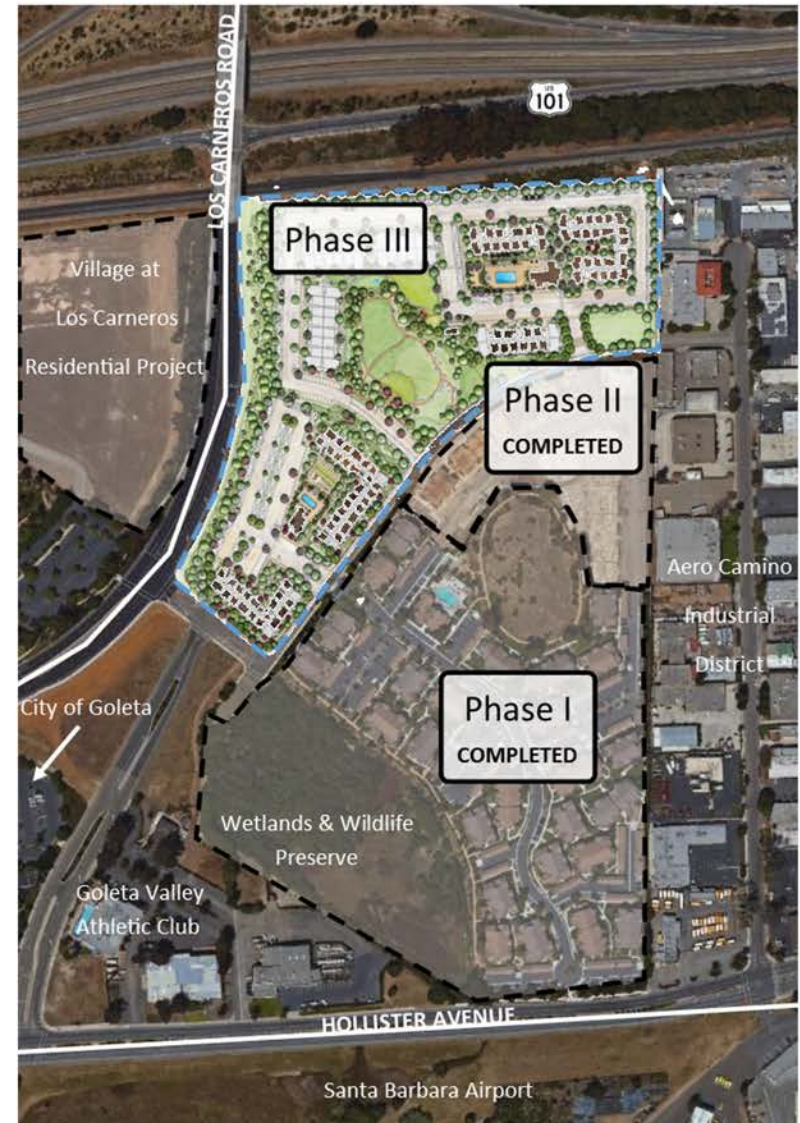 LOS CARNEROS ROAD
US
101
Phase III
Village at
Los Carneros
Residential Project
Phase II
COMPLETED
Aero Camino
Industrial
District
Phase I
COMPLETED
City of Goleta
Wetlands & Wildlife
Preserve
Goleta Valley
Athletic Club
HOLLISTER AVENUE
Santa Barbara Airport